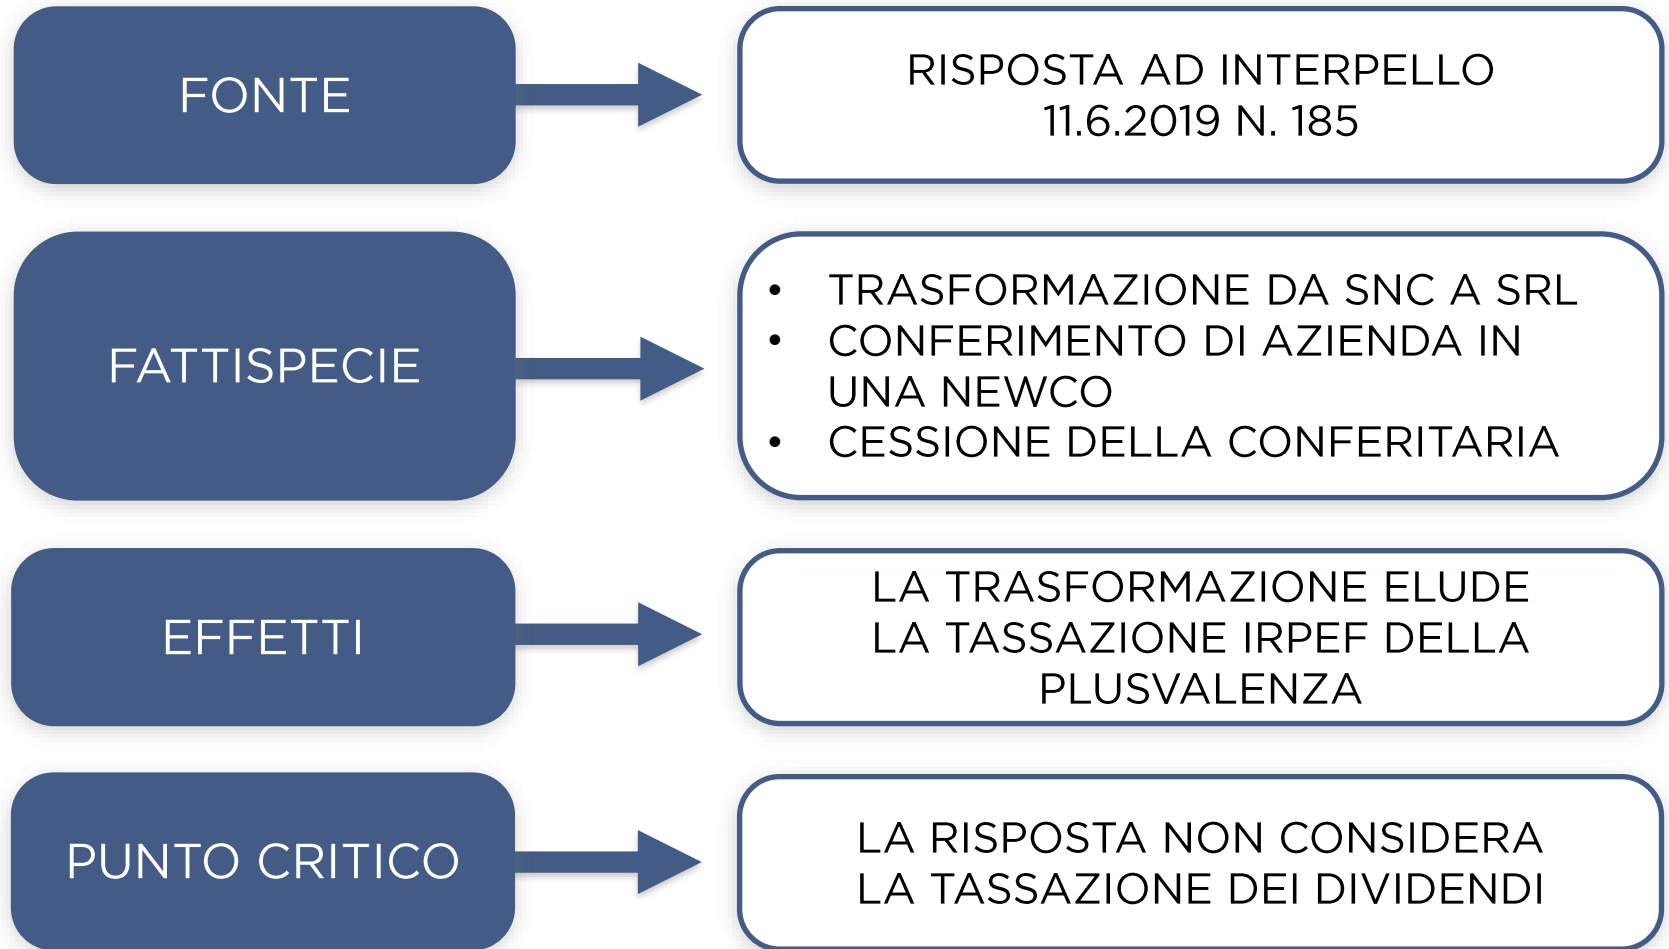 FONTE
RISPOSTA AD INTERPELLO
11.6.2019 N. 185
FATTISPECIE
• TRASFORMAZIONE DA SNC A SRL
• CONFERIMENTO DI AZIENDA IN
UNA NEWCO
• CESSIONE DELLA CONFERITARIA
EFFETTI
LA TRASFORMAZIONE ELUDE
LA TASSAZIONE IRPEF DELLA
PLUSVALENZA
PUNTO CRITICO
LA RISPOSTA NON CONSIDERA
LA TASSAZIONE DEI DIVIDENDI